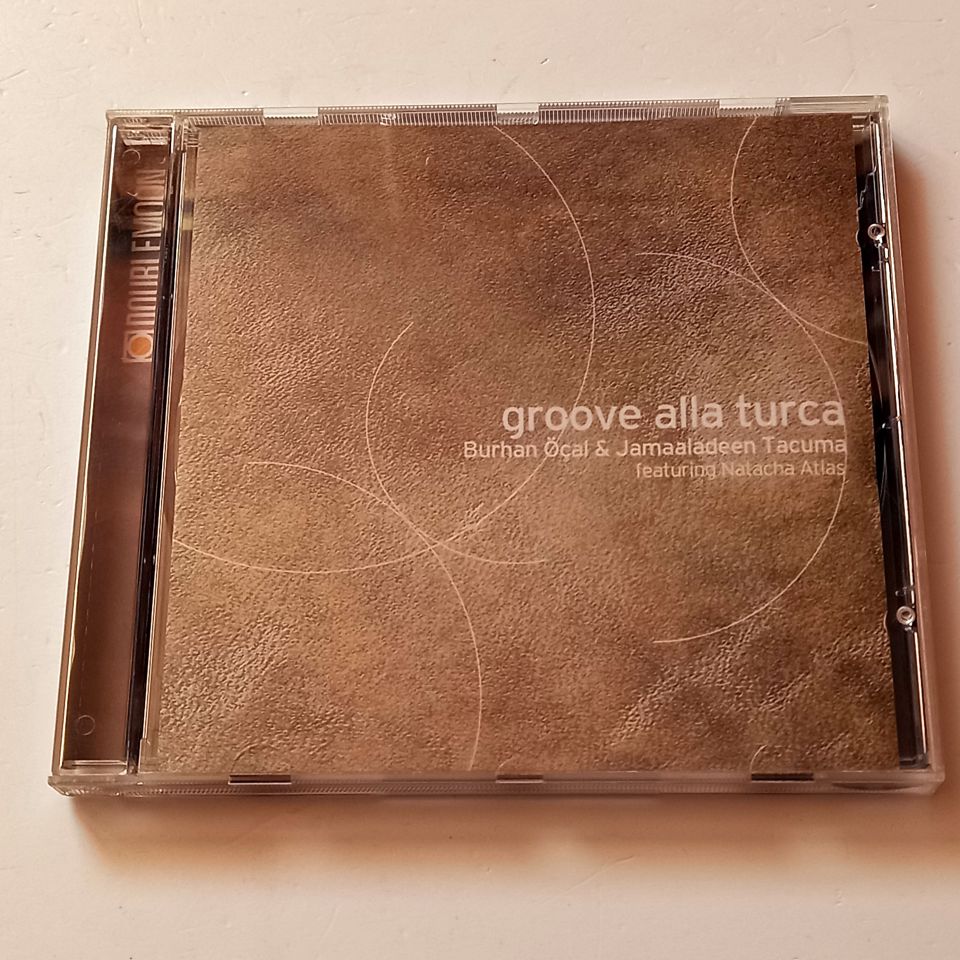 DOUBLEMOON
groove alla turca
Burhan Öçal & Jamaaladeen Tacuma
featuring Natacha Atlas